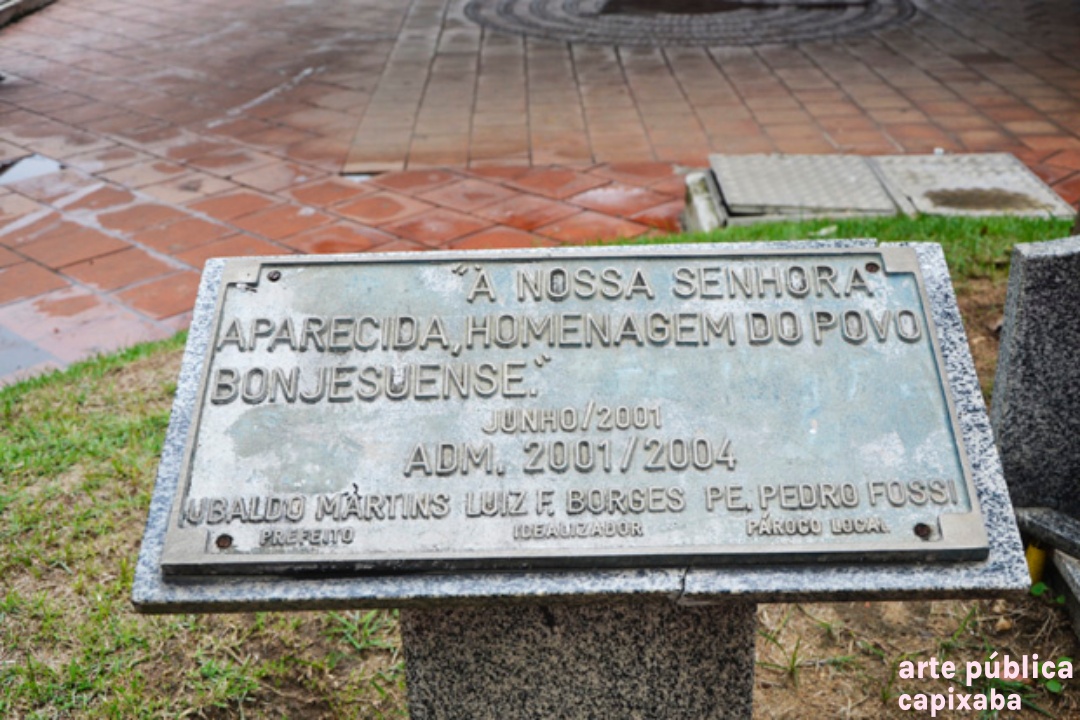 "À NOSSA SENHORA
APARECIDA, HOMENAGEM DO POVO
BONJESUENSE."
JUNHO/2001
ADM. 2001/2004
UBALDO MARTINS LUIZ F. BORGES PE. PEDRO FOSSI
PREFEITO IDEALIZADOR PÁROCO LOCAL
arte pública
capixaba